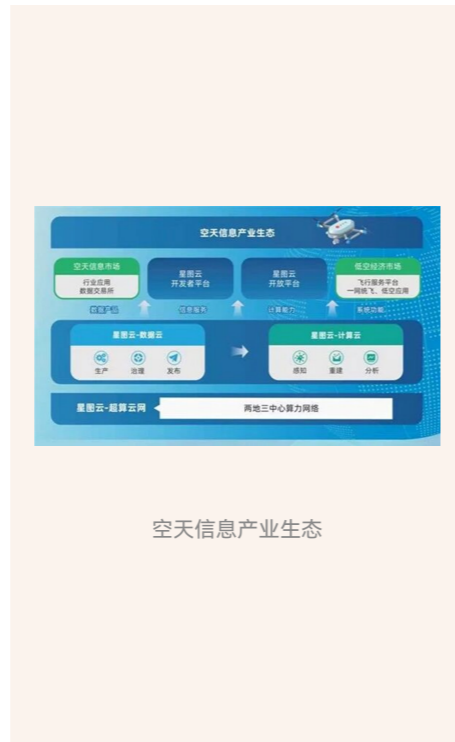 空天信息产业生态
空天信息市场
行业应用
数据交易所
星图云
开发者平台
星图云
开放平台
低空经济市场
飞行服务平台
一网统飞、低空应用
数据产品
信息服务
计算能力
系统功能
星图云-数据云
生产
治理
发布
星图云-计算云
感知
重建
分析
星图云-超算云网
两地三中心算力网络
空天信息产业生态